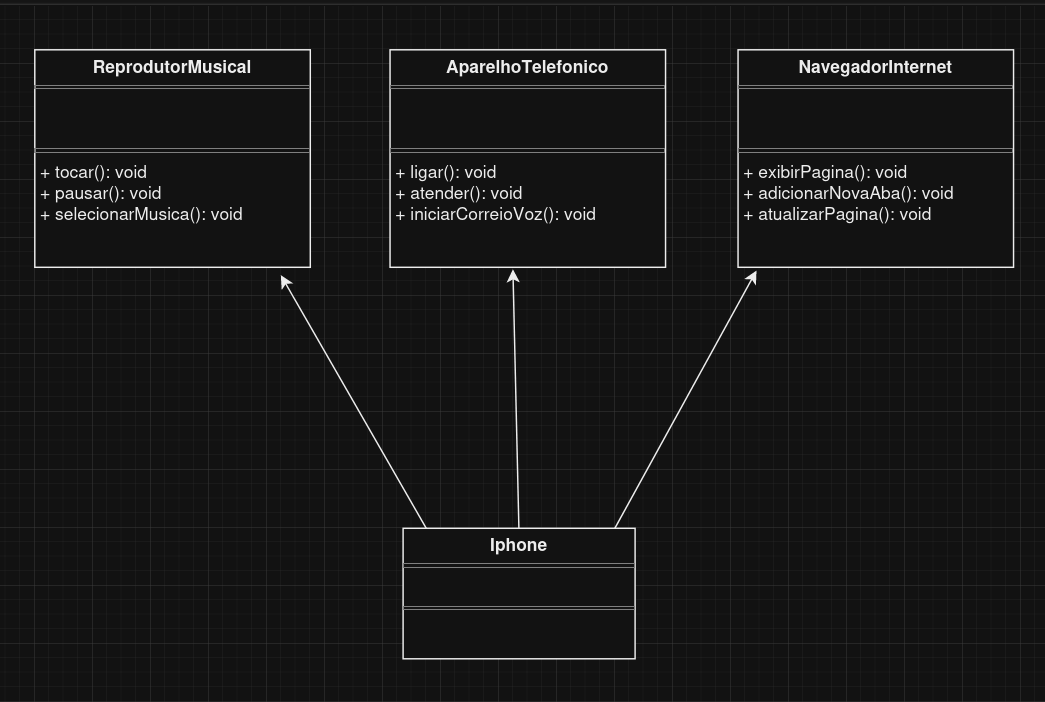 ReprodutorMusical
+ tocar(): void
+ pausar(): void
+ selecionarMusica(): void
AparelhoTelefonico
+ ligar(): void
+ atender(): void
+ iniciarCorreioVoz(): void
NavegadorInternet
+ exibirPagina(): void
+ adicionarNovaAba(): void
+ atualizarPagina(): void
Iphone